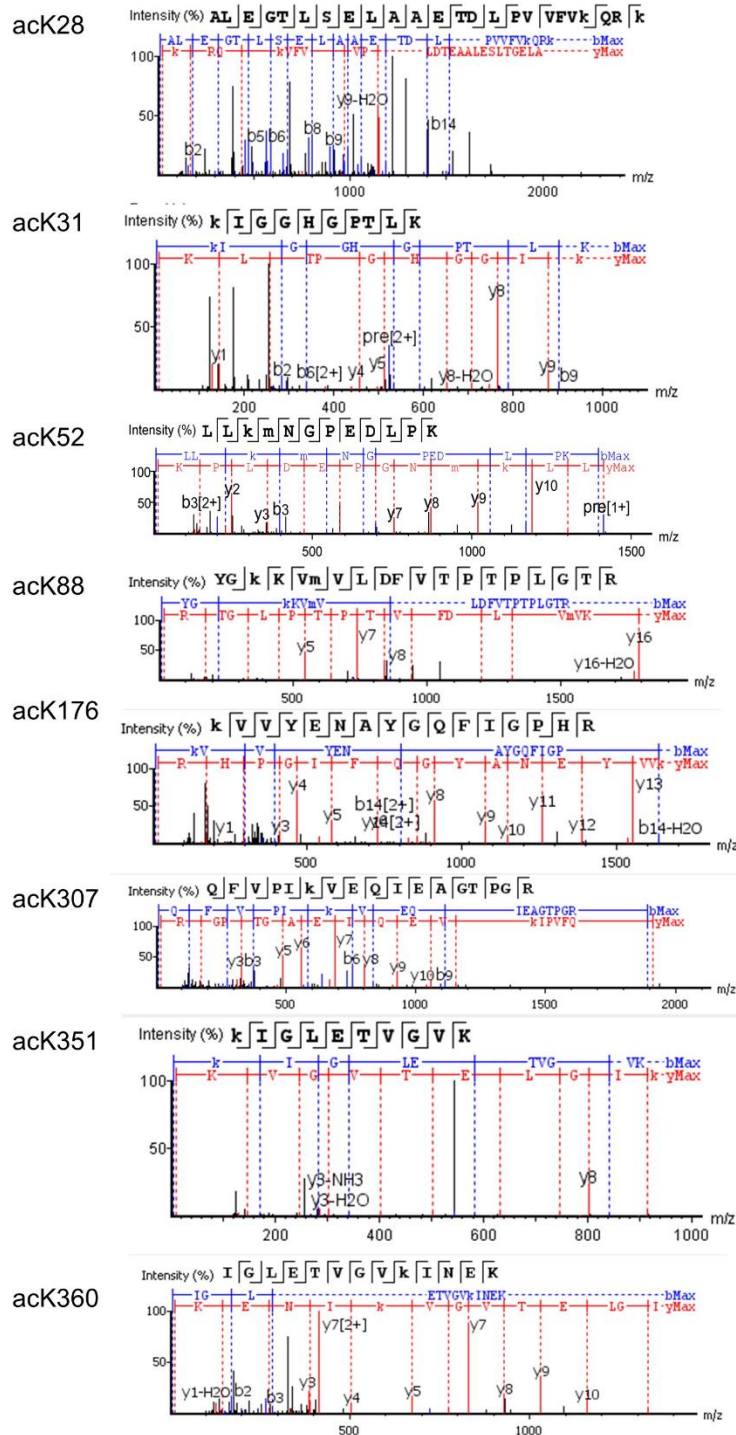 acK28
Intensity (%) ALEGTLSELAAETDLPVVFVkQRk
AL E GT L S E L A A E TD L PVVFVkQRk bMax
k RQ kVFV VP LDTEAALESLTGELA yMax
100
50
b2 b5 b6 b8 b9 y9-H2O b14
1000 2000 m/z
acK31
Intensity (%) kIGGHGPTLK
kI G GH G PT L K bMax
K L TP G H G G I k yMax
100
50
y1 b2 b6[2+] y4 y5 pre[2+] y8-H2O y8 y9 b9
200 400 600 800 1000 m/z
acK52
Intensity (%) LLkmNGPEDLPK
LL k m N G PED L PK bMax
K P L D E P G N m k L L yMax
100
50
b3[2+] y2 y3 b3 y7 y8 y9 y10 pre[1+]
500 1000 1500 m/z
acK88
Intensity (%) YGkKVmVLDFVTPTPLGTR
YG kKVmV LDFVTPTPLGTR bMax
R TG L P T P T V FD L VmVK yMax
100
50
y5 y7 y8 y16-H2O y16
500 1000 1500 m/z
acK176
Intensity (%) kVVYENAYGQFIGPHR
kV V YEN AYGQFIGP bMax
R H P G I F Q G Y A N E Y VVk yMax
100
50
y1 y3 y4 y5 b14[2+] y14[2+] y8 y9 y10 y11 y12 y13 b14-H2O
500 1000 1500 m/z
acK307
Intensity (%) QFVPIkVEQIEAGTPGR
Q F V PI k V EQ IEAGTPGR bMax
R GP TG A E I Q E V kIPVFQ yMax
100
50
y3 b3 y5 y6 y7 b6 y8 y9 y10 b9
500 1000 1500 2000 m/z
acK351
Intensity (%) kIGLETVGVK
k I G LE TVG VK bMax
K V G V T E L G I k yMax
100
50
y3-NH3
y3-H2O
y8
200 400 600 800 1000 m/z
acK360
Intensity (%) IGLETVGVkINEK
IG L ETVGVkINEK bMax
K E N I k V G V T E LG I yMax
100
50
y1-H2O b2 b3 y3 y7[2+] y4 y5 y7 y8 y9 y10
500 1000 m/z